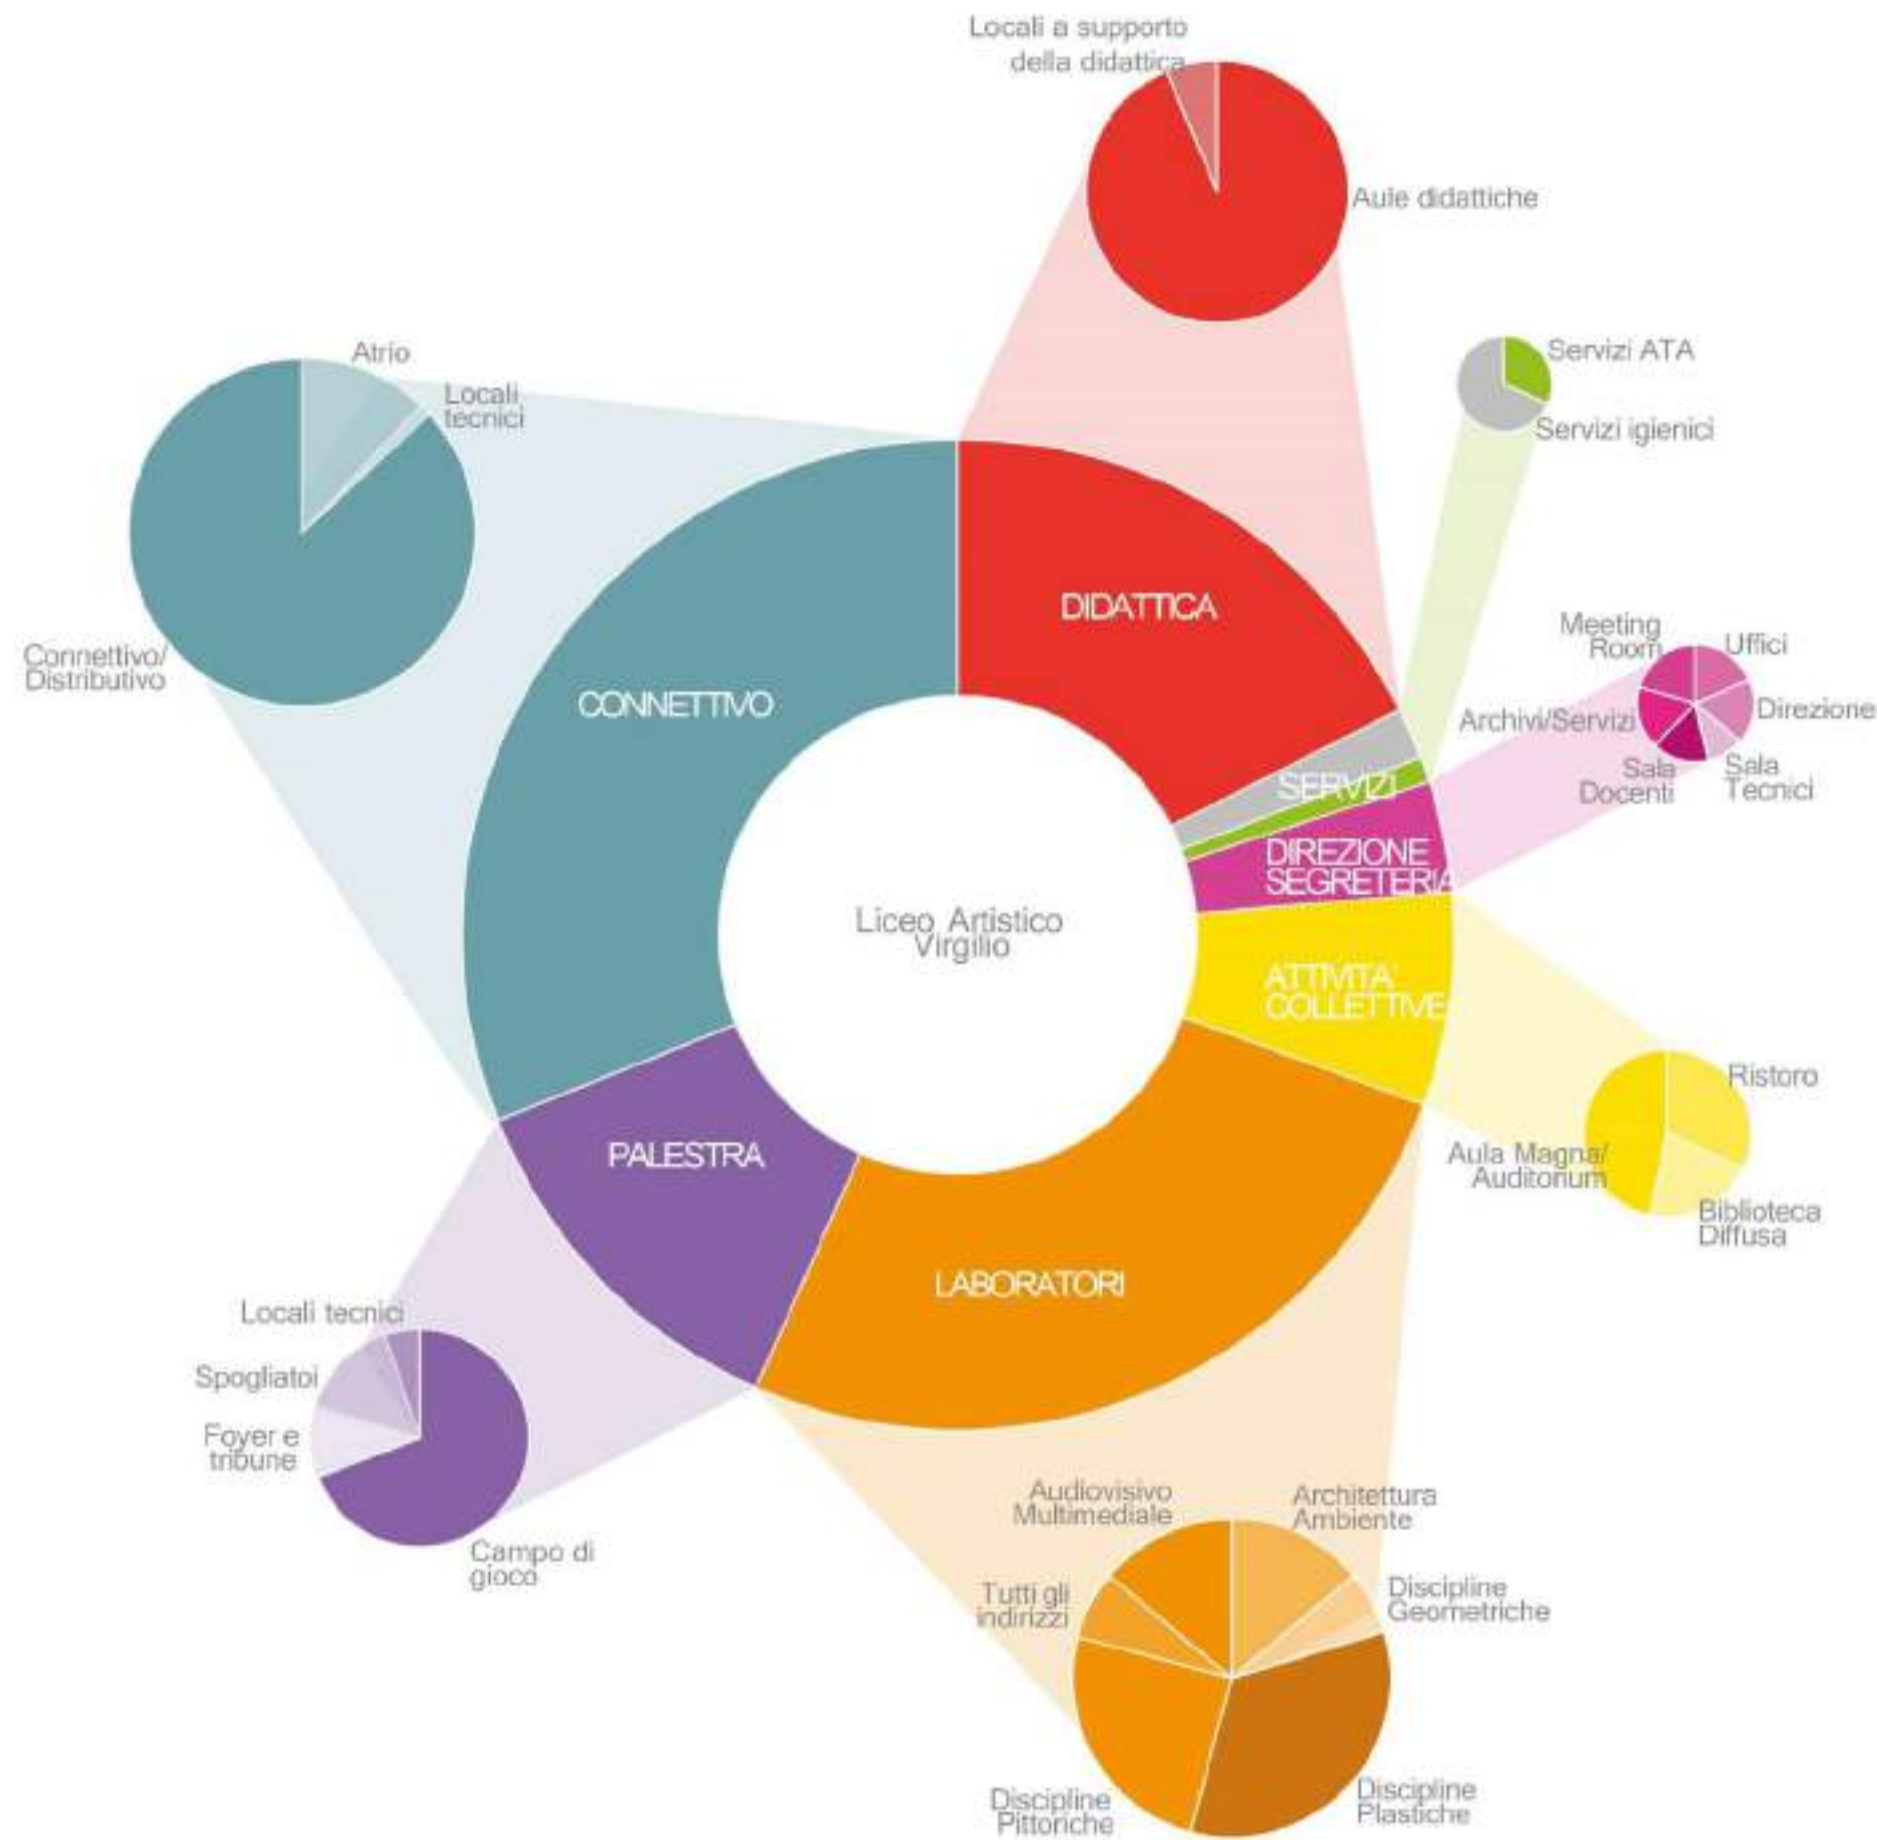 Locali a supporto
della didattica
Aule didattiche
Atrio
Locali
tecnici
Connettivo/
Distributivo
Servizi ATA
Servizi igienici
DIDATTICA
CONNETTIVO
SERVIZI
DIREZIONE
SEGRETERIA
ATTIVITA'
COLLETTIVE
LABORATORI
PALESTRA
Liceo Artistico
Virgilio
Meeting
Room
Uffici
Direzione
Archivi/Servizi
Sala
Docenti
Sala
Tecnici
Ristoro
Aula Magna/
Auditorium
Biblioteca
Diffusa
Locali tecnici
Spogliatoi
Foyer e
tribune
Campo di
gioco
Audiovisivo
Multimediale
Architettura
Ambiente
Tutti gli
indirizzi
Discipline
Geometriche
Discipline
Pittoriche
Discipline
Plastiche